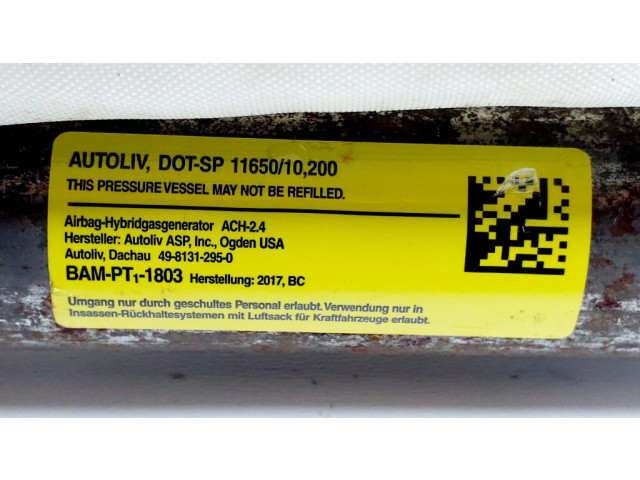 AUTOLIV, DOT-SP 11650/10,200
THIS PRESSURE VESSEL MAY NOT BE REFILLED.
Airbag-Hybridgasgenerator ACH-2.4
Hersteller: Autoliv ASP, Inc., Ogden USA
Autoliv, Dachau 49-8131-295-0
BAM-PT₁-1803 Herstellung: 2017, BC
Umgang nur durch geschultes Personal erlaubt. Verwendung nur in
Insassen-Rückhaltesystemen mit Luftsack für Kraftfahrzeuge erlaubt.